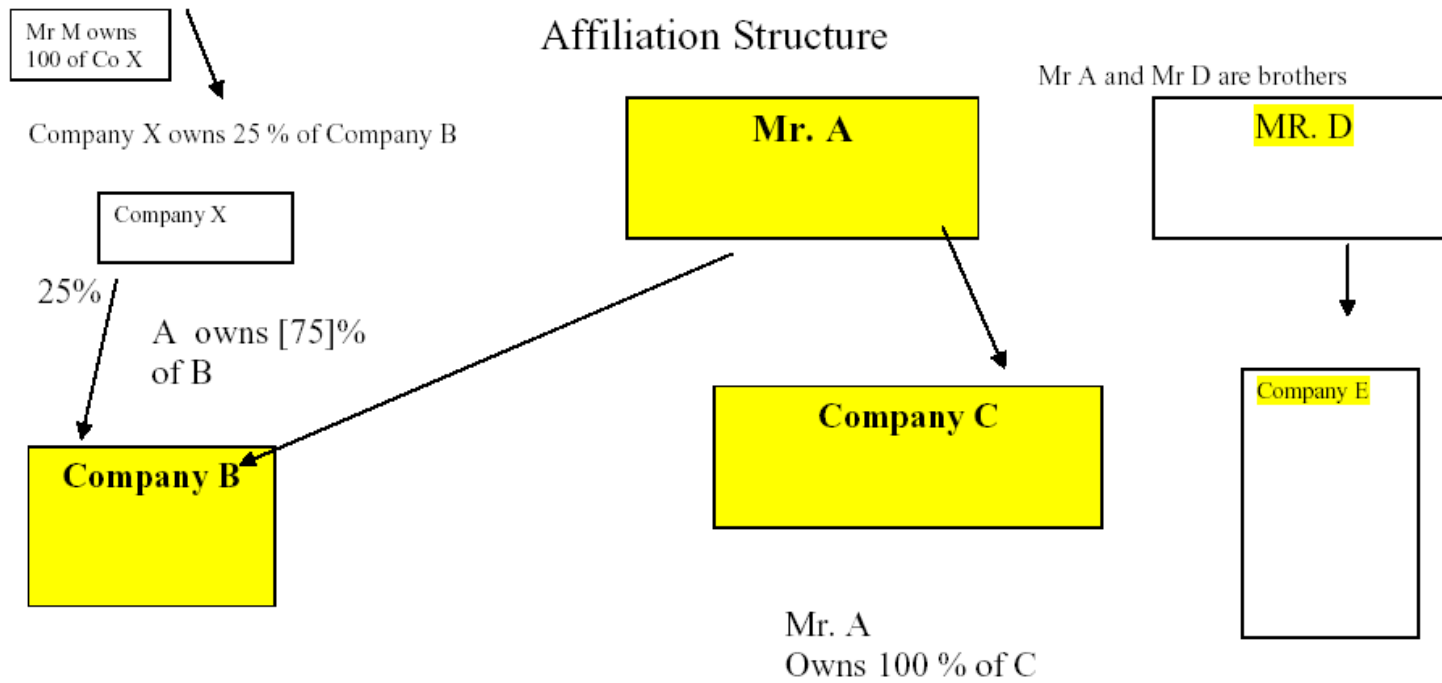 Affiliation Structure
Mr M owns
100 of Co X
Mr A and Mr D are brothers
Company X owns 25 % of Company B
Mr. A
MR. D
Company X
25%
A owns [75]%
of B
Company E
Company C
Company B
Mr. A
Owns 100 % of C